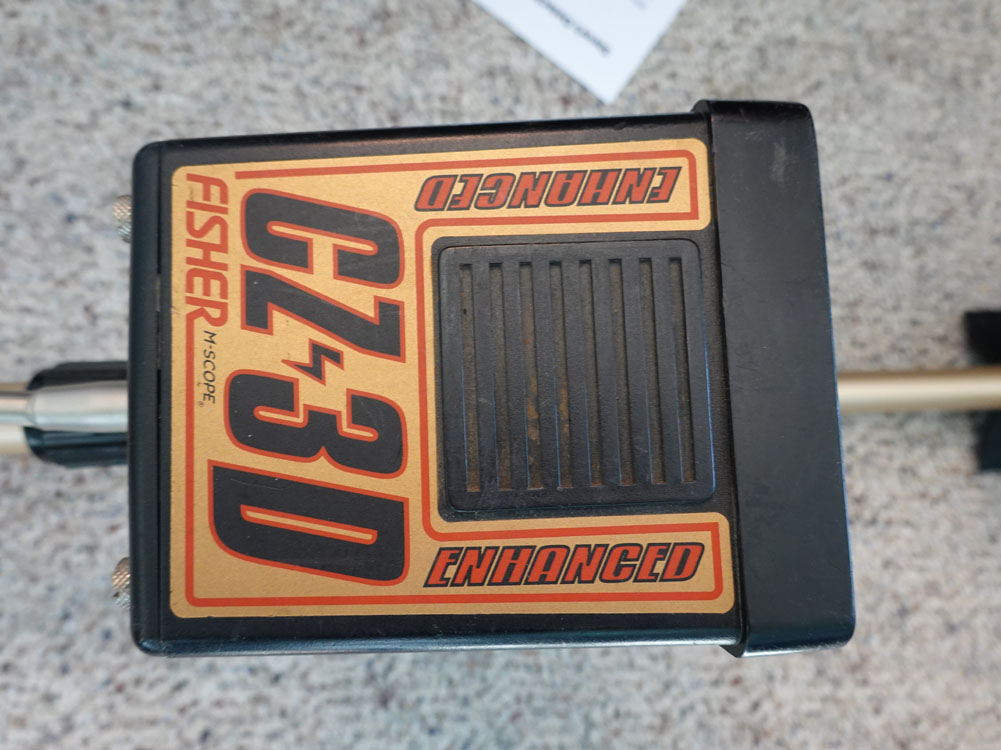 FISHER
M-SCOPE®
CZ-3D
ENHANCED
ENHANCED